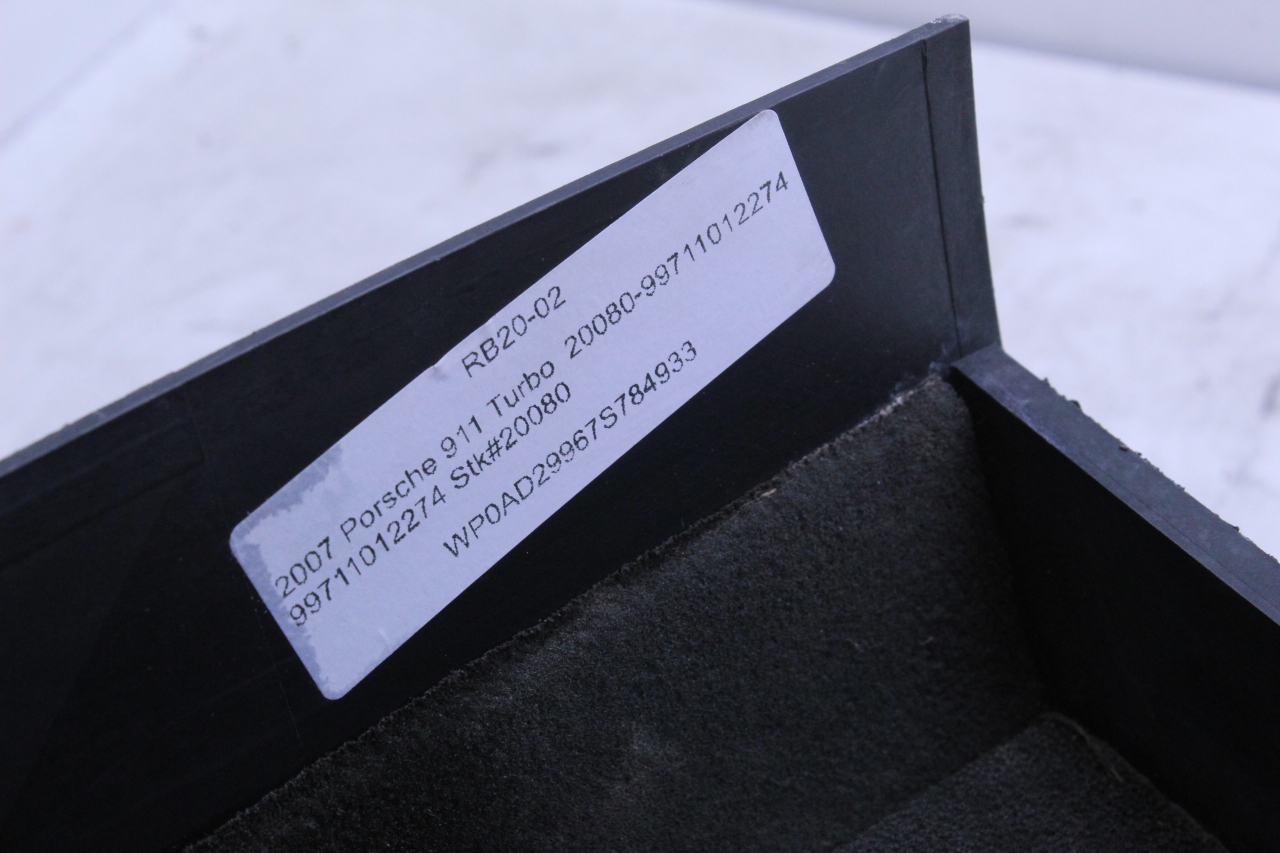 RB20-02
2007 Porsche 911 Turbo 20080-99711012274
99711012274 Stk#20080
WP0AD29967S784933